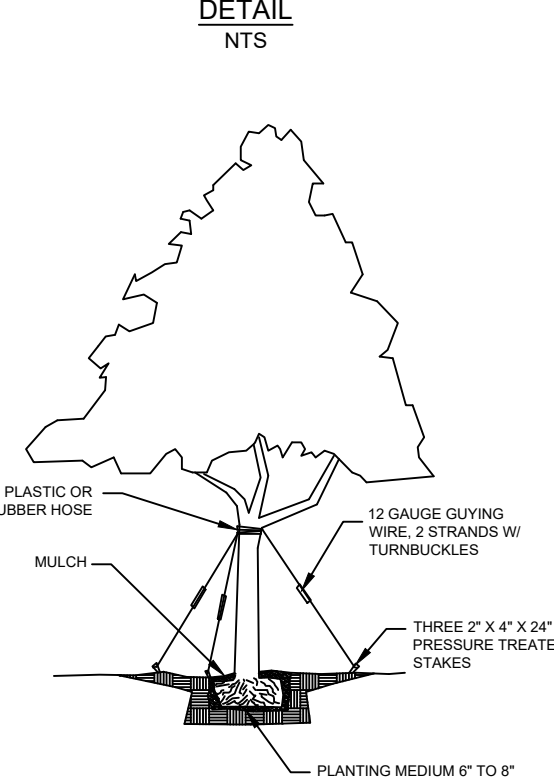 DETAIL
NTS
PLASTIC OR
UBBER HOSE
12 GAUGE GUYING
WIRE, 2 STRANDS W/
TURNBUCKLES
MULCH
THREE 2" X 4" X 24"
PRESSURE TREATE
STAKES
PLANTING MEDIUM 6" TO 8"